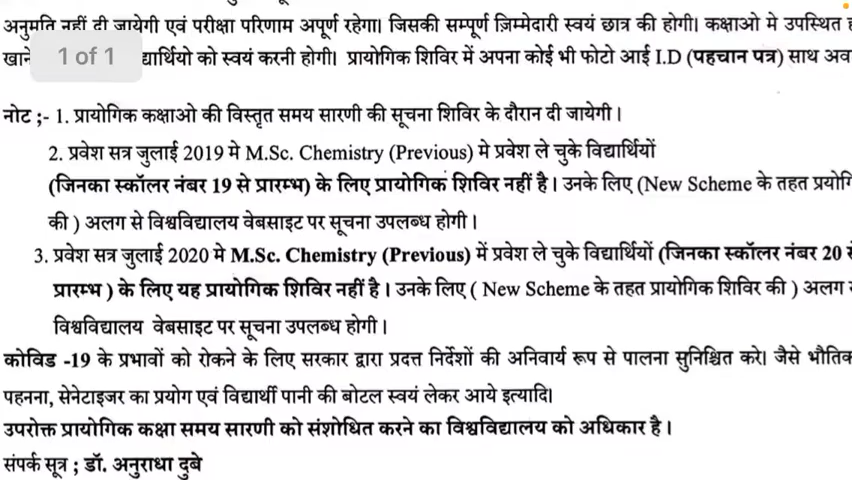 अनुमति नहीं दी जायेगी एवं परीक्षा परिणाम अपूर्ण रहेगा। जिसकी सम्पूर्ण ज़िम्मेदारी स्वयं छात्र की होगी। कक्षाओ मे उपस्थित
1 of 1
खाने द्यार्थियो को स्वयं करनी होगी। प्रायोगिक शिविर में अपना कोई भी फोटो आई I.D (पहचान पत्र) साथ
नोट ;- 1. प्रायोगिक कक्षाओ की विस्तृत समय सारणी की सूचना शिविर के दौरान दी जायेगी।
2. प्रवेश सत्र जुलाई 2019 मे M.Sc. Chemistry (Previous) मे प्रवेश ले चुके विद्यार्थियों
(जिनका स्कॉलर नंबर 19 से प्रारम्भ) के लिए प्रायोगिक शिविर नहीं है। उनके लिए (New Scheme के तहत
की ) अलग से विश्वविद्यालय वेबसाइट पर सूचना उपलब्ध होगी।
3. प्रवेश सत्र जुलाई 2020 मे M.Sc. Chemistry (Previous) में प्रवेश ले चुके विद्यार्थियों (जिनका स्कॉलर नंबर 20
प्रारम्भ ) के लिए यह प्रायोगिक शिविर नहीं है। उनके लिए ( New Scheme के तहत प्रायोगिक शिविर की ) अलग
विश्वविद्यालय वेबसाइट पर सूचना उपलब्ध होगी।
कोविड -19 के प्रभावों को रोकने के लिए सरकार द्वारा प्रदत्त निर्देशों की अनिवार्य रूप से पालना सुनिश्चित करे। जैसे भौतिक
पहनना, सेनेटाइजर का प्रयोग एवं विद्यार्थी पानी की बोटल स्वयं लेकर आये इत्यादि।
उपरोक्त प्रायोगिक कक्षा समय सारणी को संशोधित करने का विश्वविद्यालय को अधिकार है।
संपर्क सूत्र ; डॉ. अनुराधा दुबे